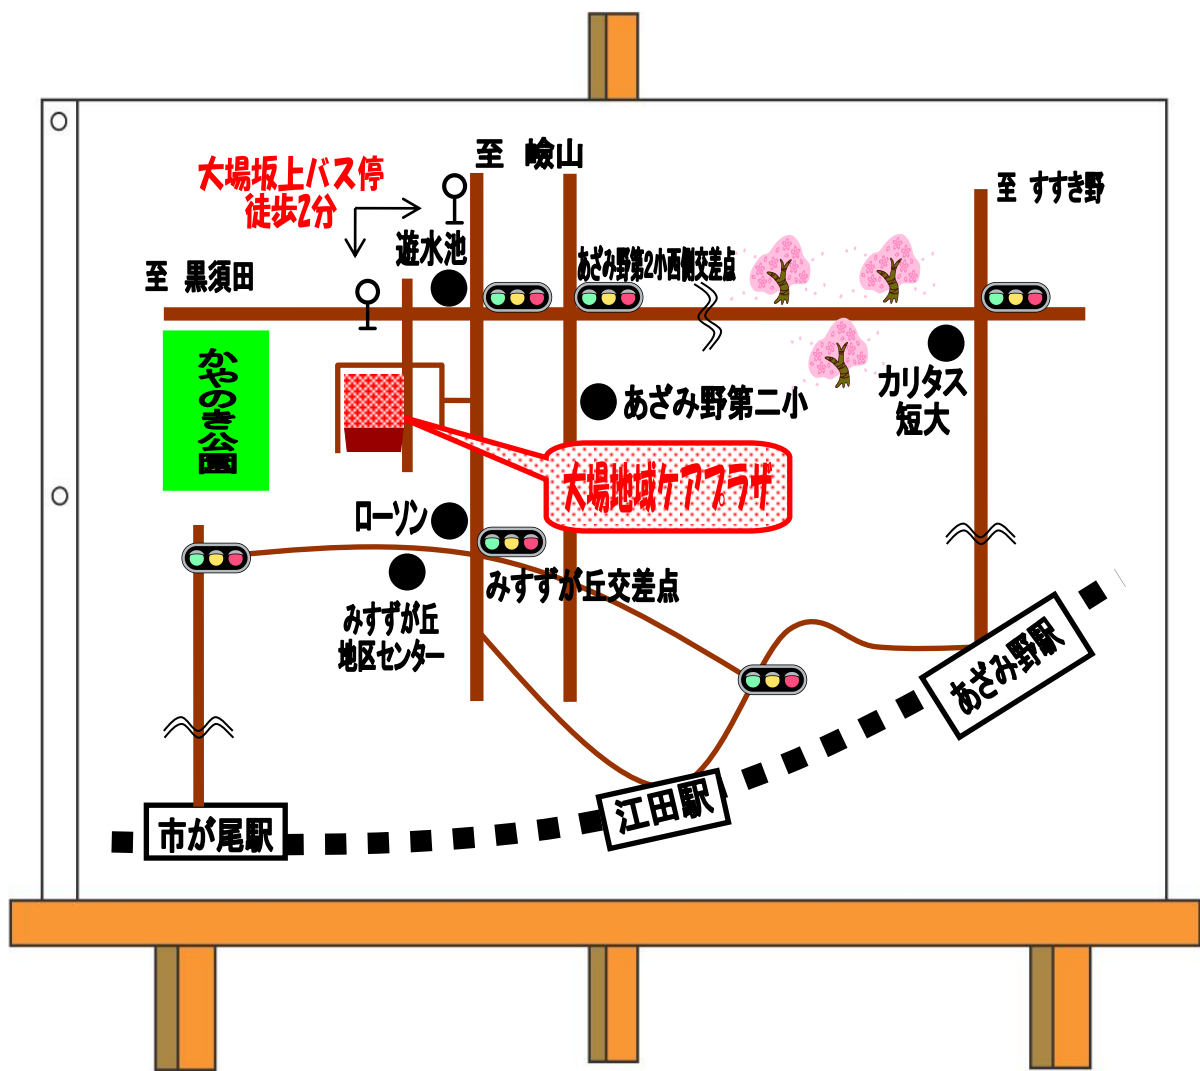 至 嶮山
大場坂上バス停
徒歩2分
至 すすき野
遊水池
あざみ野第2小西側交差点
至 黒須田
かやのき公園
カリタス
短大
あざみ野第二小
大場地域ケアプラザ
ローソン
みすずが丘交差点
みすずが丘
地区センター
あざみ野駅
江田駅
市が尾駅